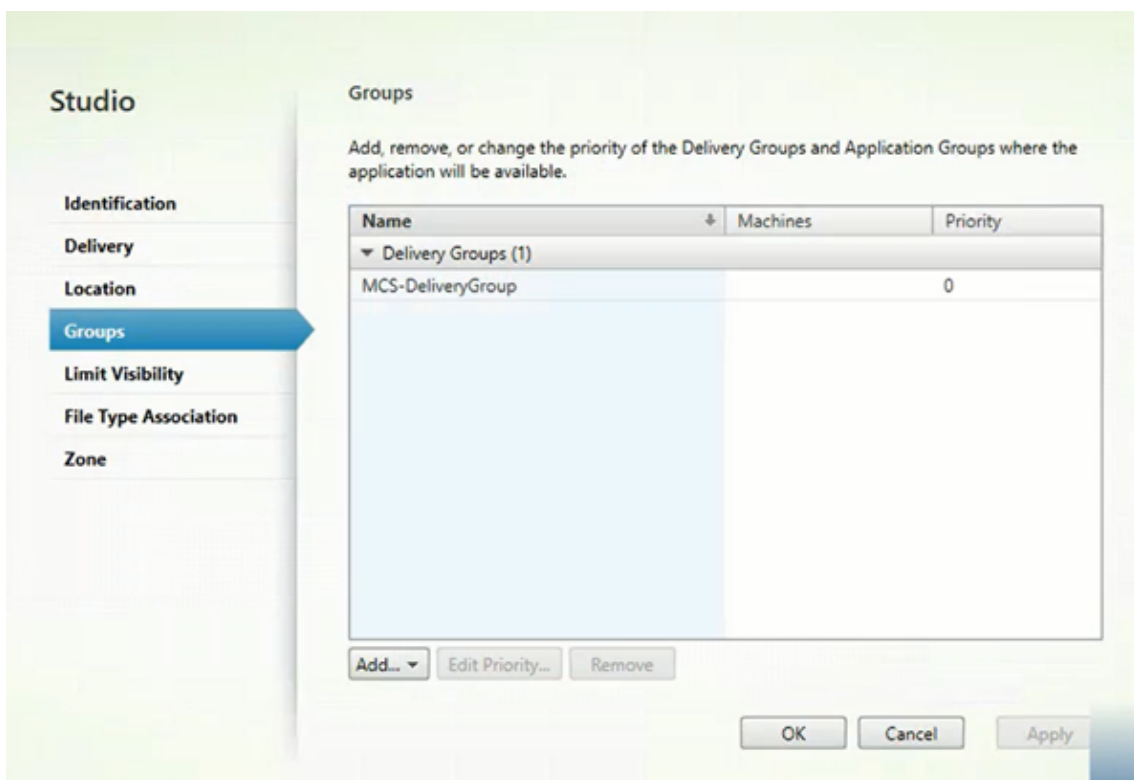 Studio
Identification
Delivery
Location
Groups
Limit Visibility
File Type Association
Zone
Groups
Add, remove, or change the priority of the Delivery Groups and Application Groups where the
application will be available.
Name Machines Priority
Delivery Groups (1)
MCS-DeliveryGroup 0
Add... Edit Priority... Remove
OK Cancel Apply